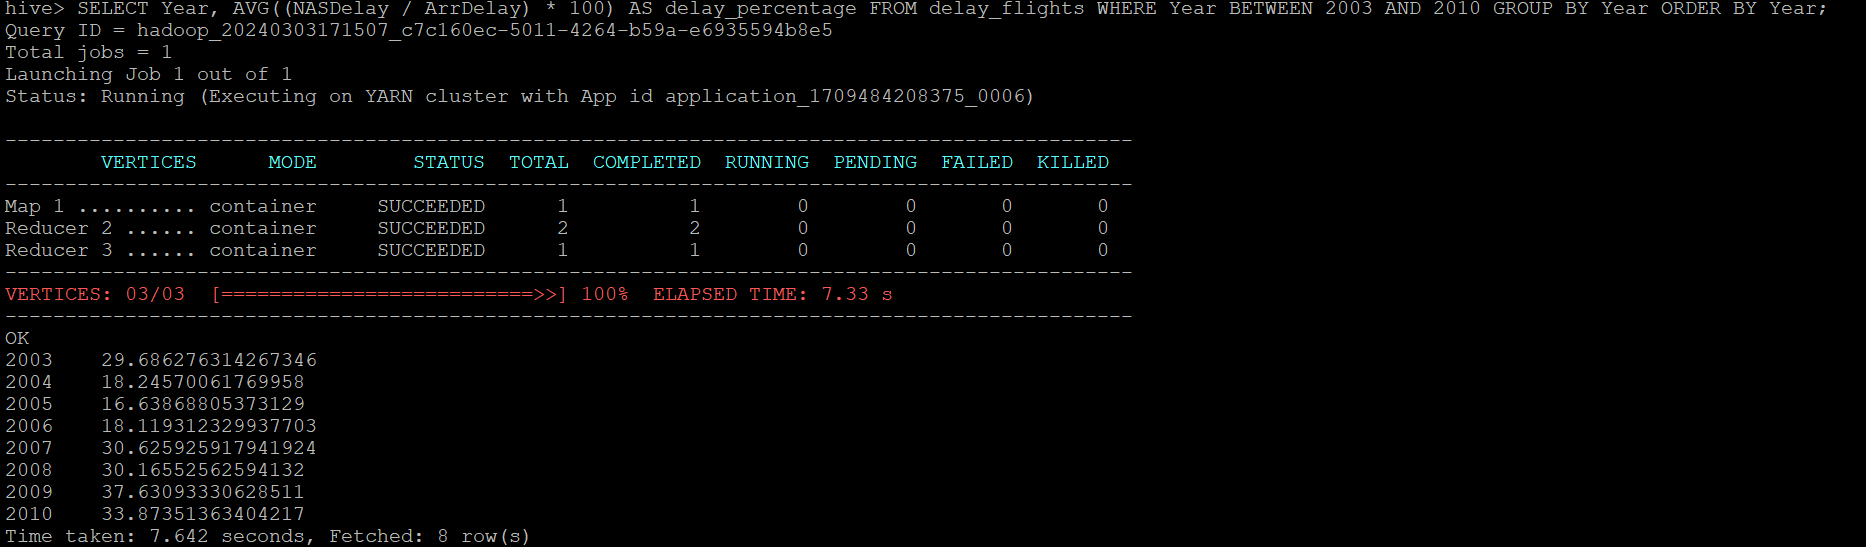 hive> SELECT Year, AVG((NASDelay / ArrDelay) * 100) AS delay_percentage FROM delay_flights WHERE Year BETWEEN 2003 AND 2010 GROUP BY Year ORDER BY Year;
Query ID = hadoop_20240303171507_c7c160ec-5011-4264-b59a-e6935594b8e5
Total jobs = 1
Launching Job 1 out of 1
Status: Running (Executing on YARN cluster with App id application_1709484208375_0006)
----------------------------------------------------------------------------------------------
        VERTICES      MODE        STATUS  TOTAL  COMPLETED  RUNNING  PENDING  FAILED  KILLED
----------------------------------------------------------------------------------------------
Map 1 .......... container     SUCCEEDED      1          1        0        0       0       0
Reducer 2 ...... container     SUCCEEDED      2          2        0        0       0       0
Reducer 3 ...... container     SUCCEEDED      1          1        0        0       0       0
----------------------------------------------------------------------------------------------
VERTICES: 03/03  [==========================>>] 100%  ELAPSED TIME: 7.33 s
----------------------------------------------------------------------------------------------
OK
2003    29.686276314267346
2004    18.24570061769958
2005    16.63868805373129
2006    18.119312329937703
2007    30.625925917941924
2008    30.16552562594132
2009    37.63093330628511
2010    33.87351363404217
Time taken: 7.642 seconds, Fetched: 8 row(s)